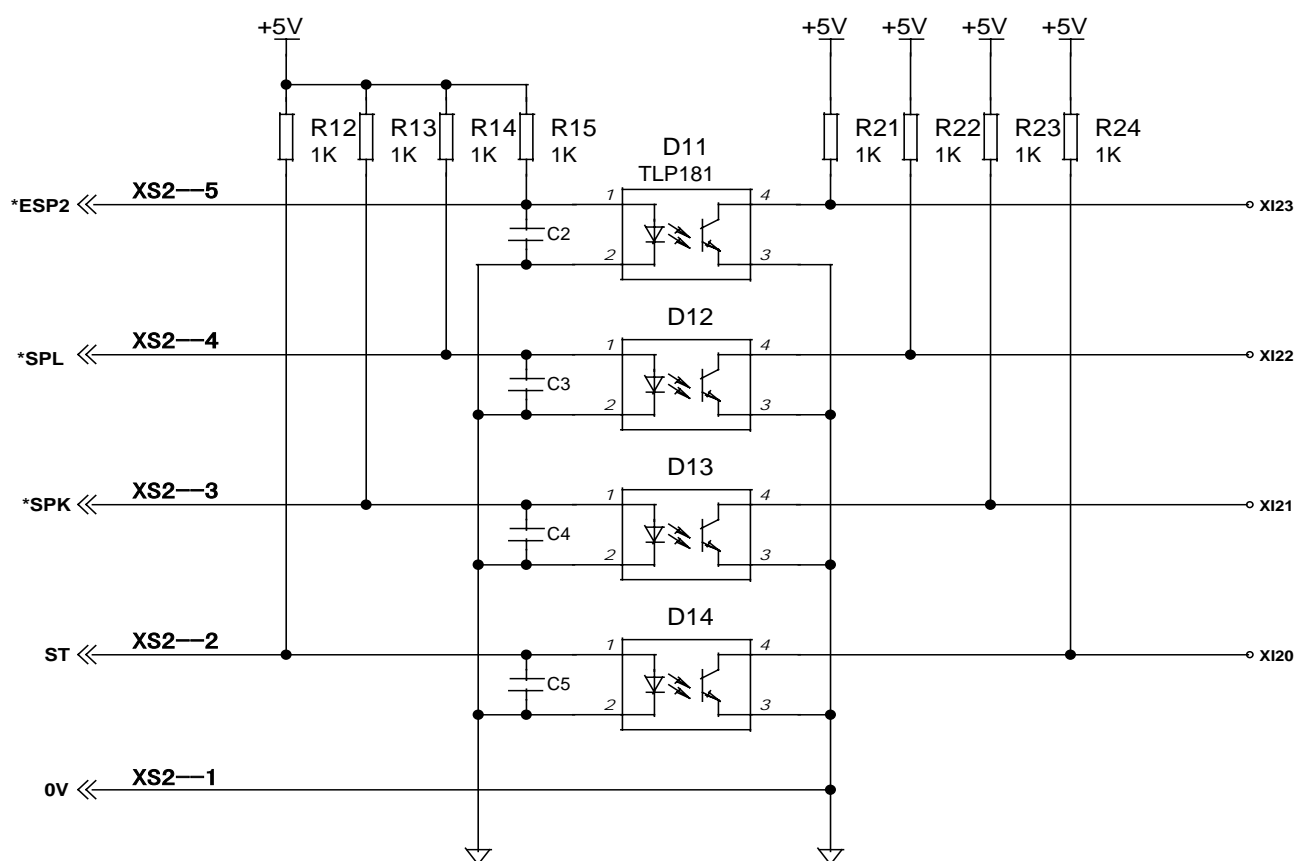 +5V +5V +5V +5V +5V
R12 R13 R14 R15 R21 R22 R23 R24
1K 1K 1K 1K 1K 1K 1K 1K
D11
TLP181
*ESP2 XS2—5 1 4 XI23
C2
2 3
D12
*SPL XS2—4 1 4 XI22
C3
2 3
D13
*SPK XS2—3 1 4 XI21
C4
2 3
D14
ST XS2—2 1 4 XI20
C5
2 3
0V XS2—1